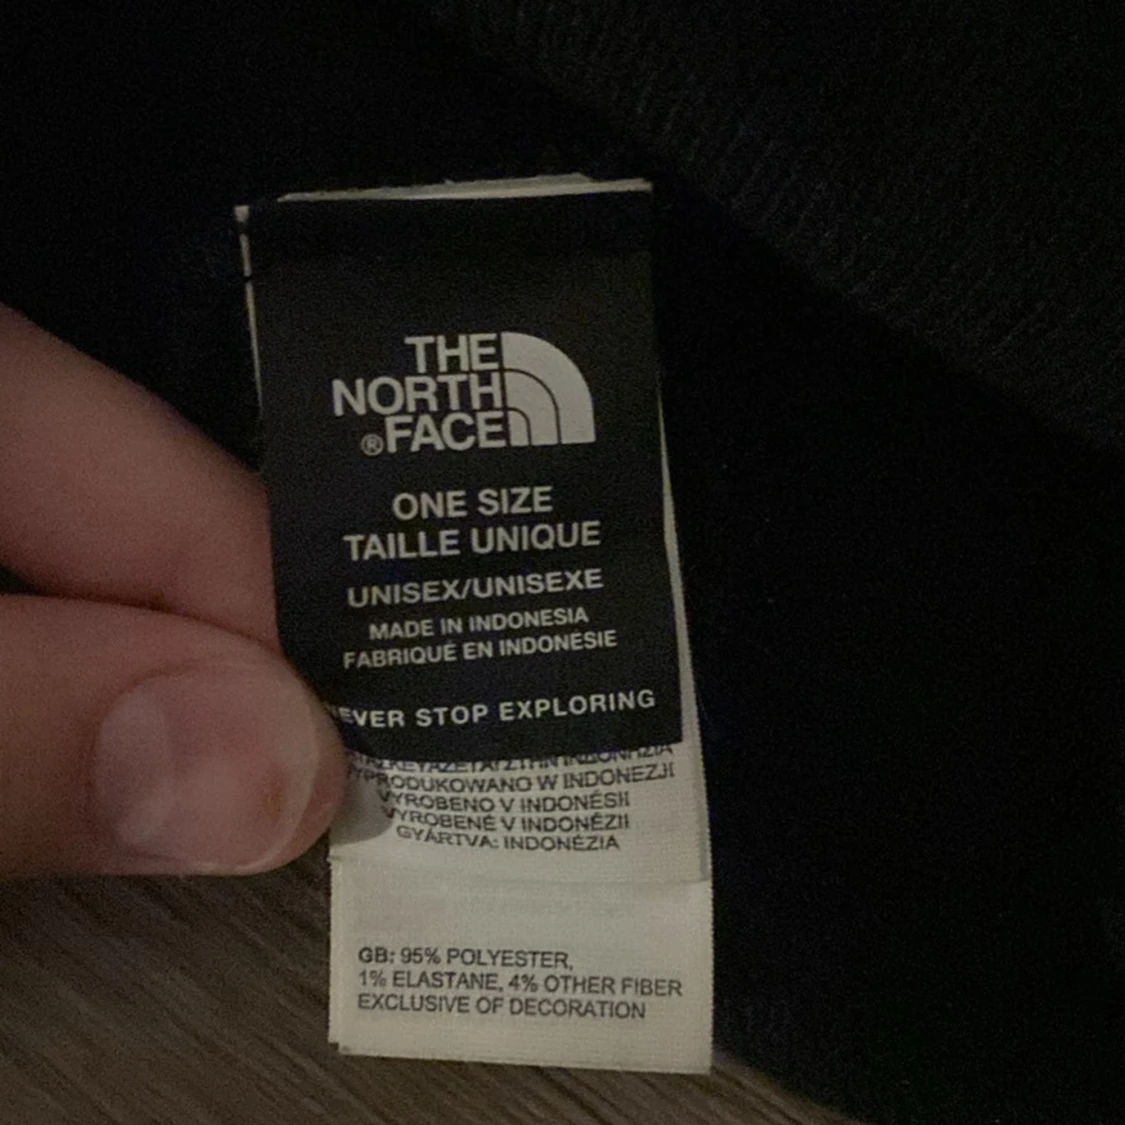 THE
NORTH
®FACE
ONE SIZE
TAILLE UNIQUE
UNISEX/UNISEXE
MADE IN INDONESIA
FABRIQUÉ EN INDONÉSIE
EVER STOP EXPLORING
YPRODUKOWANO W INDONEZJI
VYROBENO V INDONÉSII
VYROBENÉ V INDONÉZII
GYÁRTVA: INDONÉZIA
GB: 95% POLYESTER,
1% ELASTANE, 4% OTHER FIBER
EXCLUSIVE OF DECORATION